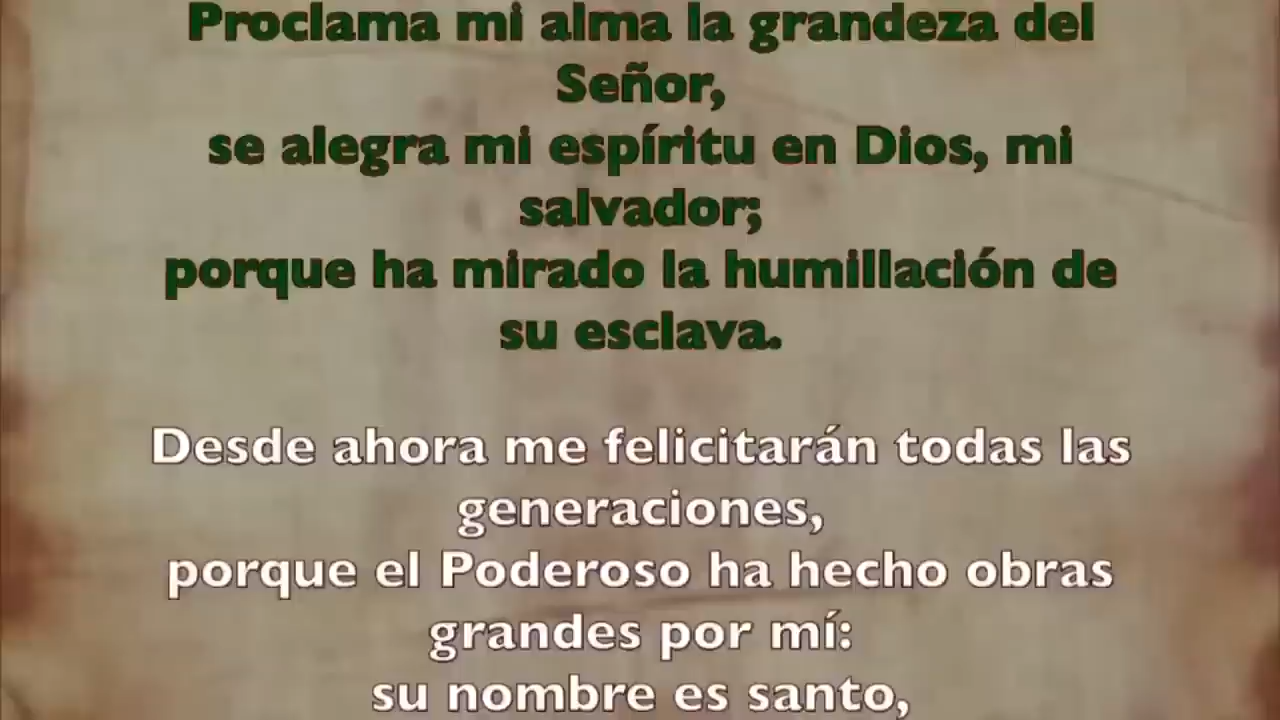 Proclama mi alma la grandeza del
Señor,
se alegra mi espíritu en Dios, mi
salvador;
porque ha mirado la humillación de
su esclava.
Desde ahora me felicitarán todas las
generaciones,
porque el Poderoso ha hecho obras
grandes por mí:
su nombre es santo,